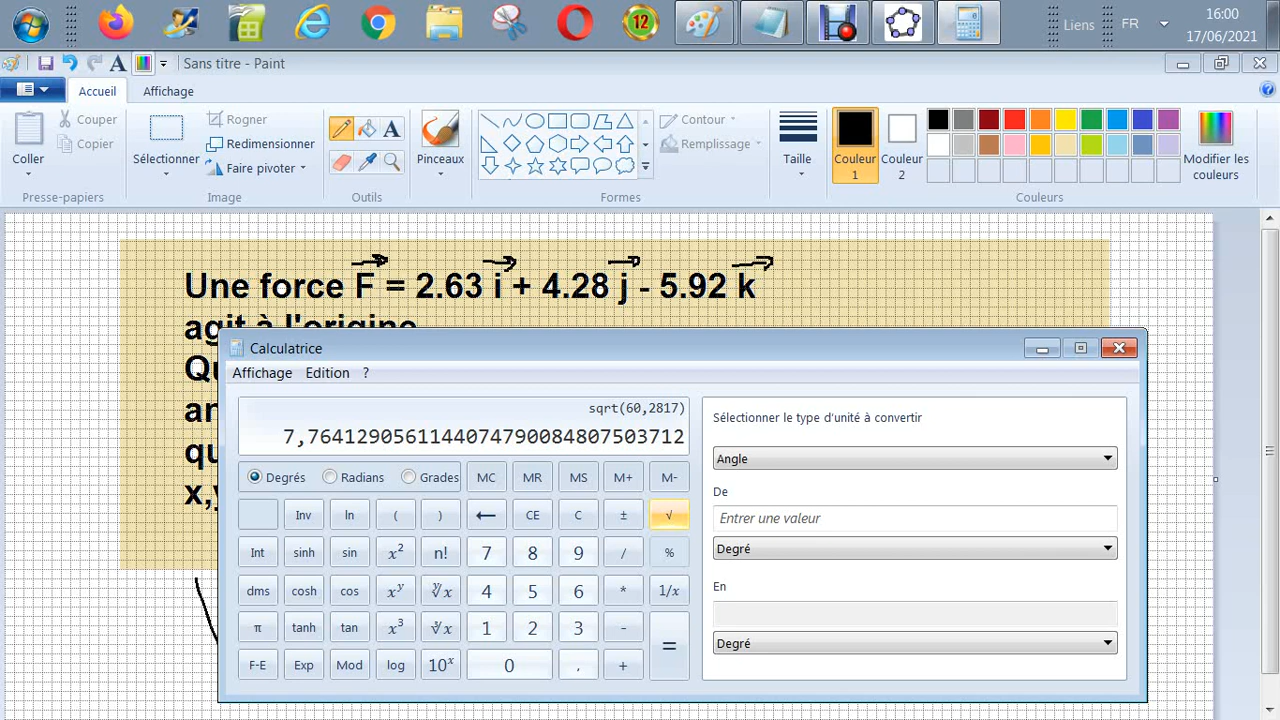 12
Liens
FR
16:00
17/06/2021
Sans titre - Paint
Accueil
Affichage
Coller
Couper
Copier
Presse-papiers
Sélectionner
Rogner
Redimensionner
Faire pivoter
Image
Outils
Pinceaux
Contour
Remplissage
Formes
Taille
Couleur 1
Couleur 2
Modifier les couleurs
Couleurs
Une force F = 2.63 i + 4.28 j - 5.92 k
agit à l'origine
Calculatrice
Affichage Edition ?
sqrt(60,2817)
7,7641290561144074790084807503712
Degrés Radians Grades MC MR MS M+ M-
Inv ln ( ) ← CE C ± √
Int sinh sin x² n! 7 8 9 / %
dms cosh cos xʸ ʸ√x 4 5 6 * 1/x
π tanh tan x³ ³√x 1 2 3 - =
F-E Exp Mod log 10ˣ 0 , +
Sélectionner le type d'unité à convertir
Angle
De
Entrer une valeur
Degré
En
Degré